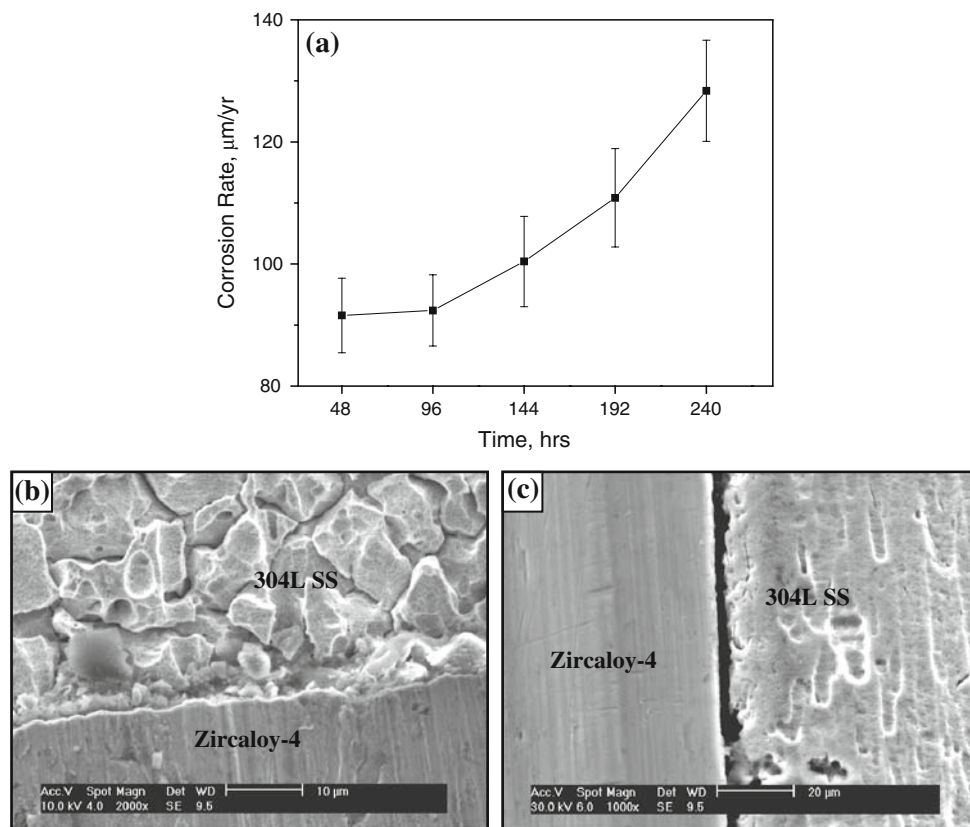 (a)
140
120
100
80
Corrosion Rate, μm/yr
48 96 144 192 240
Time, hrs
(b)
304L SS
Zircaloy-4
Acc.V Spot Magn Det WD 10 μm
10.0 kV 4.0 2000x SE 9.5
(c)
304L SS
Zircaloy-4
Acc.V Spot Magn Det WD 20 μm
30.0 kV 6.0 1000x SE 9.5